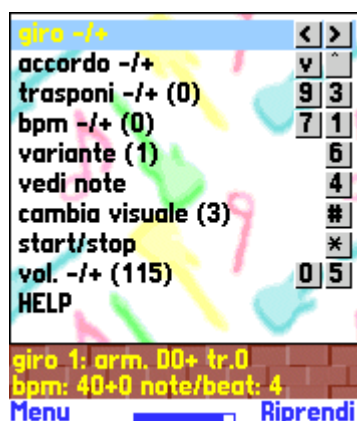 giro -/+ < >
accordo -/+ v ^
trasponi -/+ (0) 9 3
bpm -/+ (0) 7 1
variante (1) 6
vedi note 4
cambia visuale (3) #
start/stop *
vol. -/+ (115) 0 5
HELP
giro 1: arm. DO+ tr.0
bpm: 40+0 note/beat: 4
Menu Riprendi